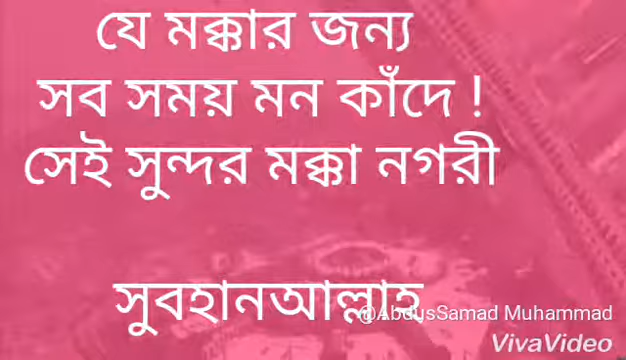 যে মক্কার জন্য
সব সময় মন কাঁদে !
সেই সুন্দর মক্কা নগরী
সুবহানআল্লাহ
@AbdusSamad Muhammad
VivaVideo